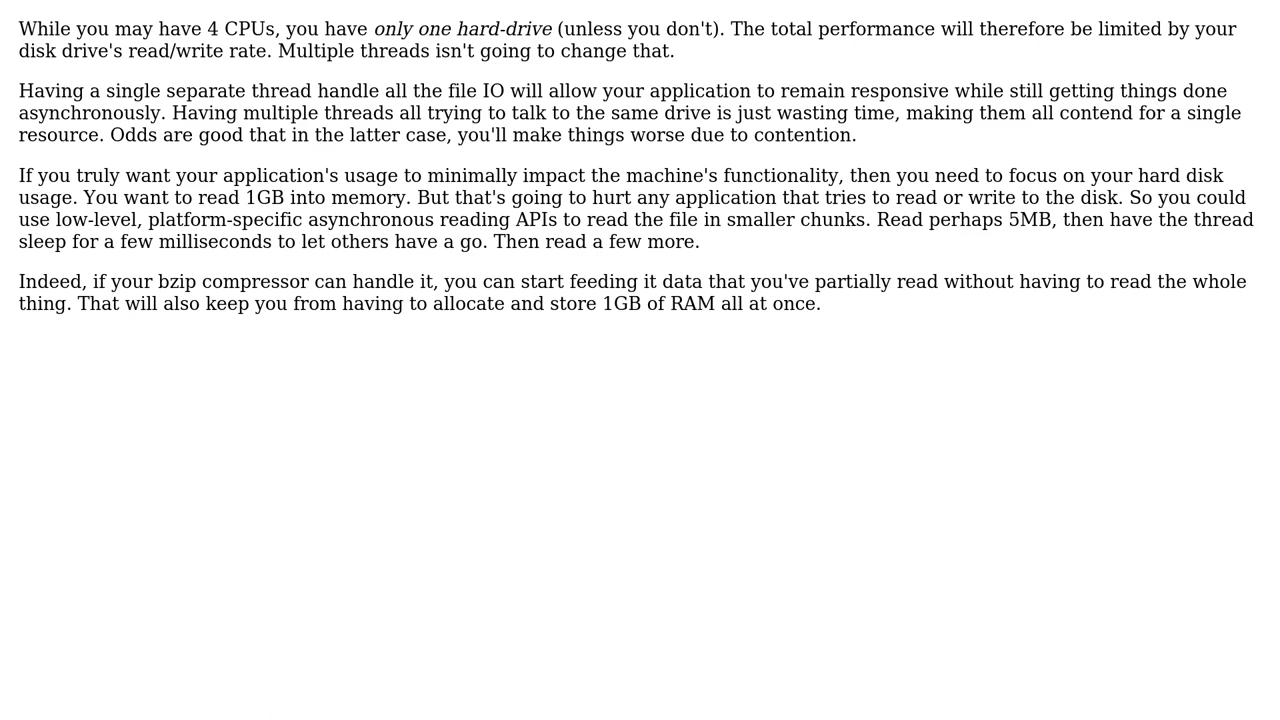 While you may have 4 CPUs, you have only one hard-drive (unless you don't). The total performance will therefore be limited by your
disk drive's read/write rate. Multiple threads isn't going to change that.
Having a single separate thread handle all the file IO will allow your application to remain responsive while still getting things done
asynchronously. Having multiple threads all trying to talk to the same drive is just wasting time, making them all contend for a single
resource. Odds are good that in the latter case, you'll make things worse due to contention.
If you truly want your application's usage to minimally impact the machine's functionality, then you need to focus on your hard disk
usage. You want to read 1GB into memory. But that's going to hurt any application that tries to read or write to the disk. So you could
use low-level, platform-specific asynchronous reading APIs to read the file in smaller chunks. Read perhaps 5MB, then have the thread
sleep for a few milliseconds to let others have a go. Then read a few more.
Indeed, if your bzip compressor can handle it, you can start feeding it data that you've partially read without having to read the whole
thing. That will also keep you from having to allocate and store 1GB of RAM all at once.